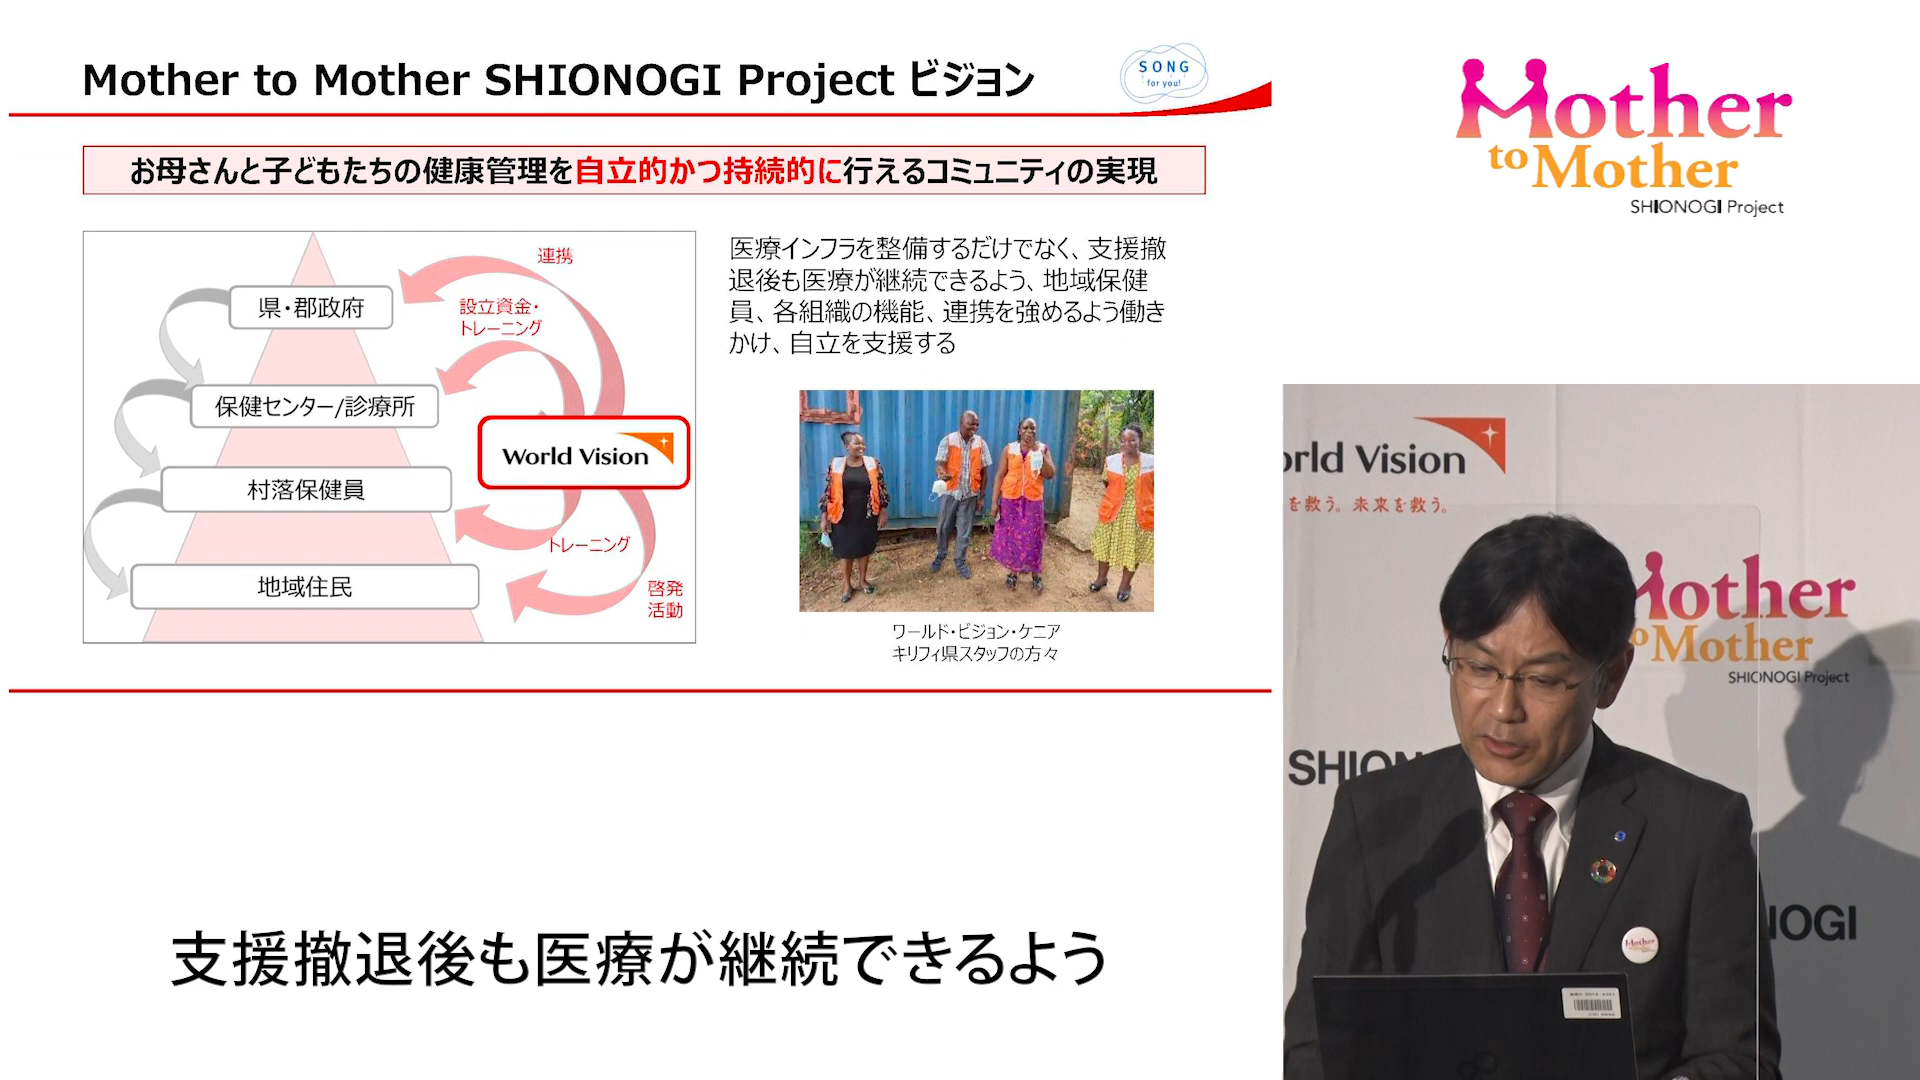 Mother to Mother SHIONOGI Project ビジョン
SONG
for you!
お母さんと子どもたちの健康管理を自立的かつ持続的に行えるコミュニティの実現
連携
県・郡政府
設立資金・
トレーニング
保健センター/診療所
World Vision
村落保健員
トレーニング
地域住民
啓発
活動
医療インフラを整備するだけでなく、支援撤
退後も医療が継続できるよう、地域保健
員、各組織の機能、連携を強めるよう働き
かけ、自立を支援する
ワールド・ビジョン・ケニア
キリフィ県スタッフの方々
支援撤退後も医療が継続できるよう
Mother
to Mother
SHIONOGI Project
orld Vision
を救う。未来を救う。
Mother
to Mother
SHIONOGI Project
SHION
IOGI
Mother